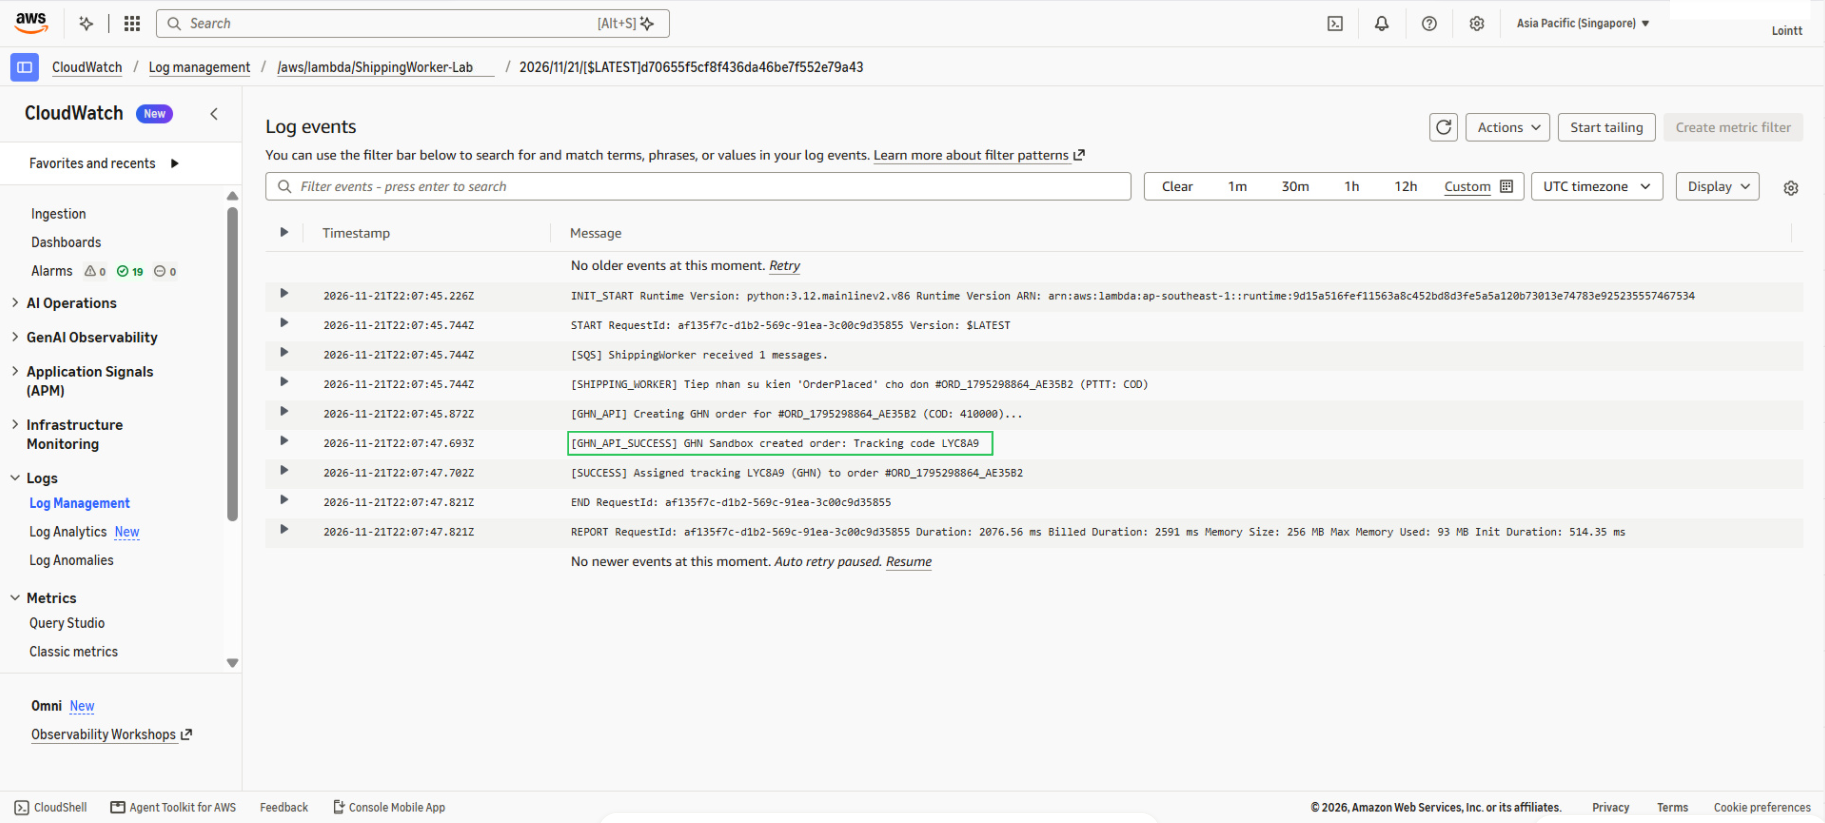 aws
Search [Alt+S]
Asia Pacific (Singapore)
Lointt
CloudWatch / Log management / /aws/lambda/ShippingWorker-Lab / 2026/11/21/[$LATEST]d70655f5cf8f436da46be7f552e79a43
CloudWatch New
Favorites and recents
Ingestion
Dashboards
Alarms 0 19 0
AI Operations
GenAI Observability
Application Signals
(APM)
Infrastructure
Monitoring
Logs
Log Management
Log Analytics New
Log Anomalies
Metrics
Query Studio
Classic metrics
Omni New
Observability Workshops
Log events
Actions Start tailing Create metric filter
You can use the filter bar below to search for and match terms, phrases, or values in your log events. Learn more about filter patterns
Filter events - press enter to search
Clear 1m 30m 1h 12h Custom UTC timezone Display
Timestamp Message
No older events at this moment. Retry
2026-11-21T22:07:45.226Z INIT_START Runtime Version: python:3.12.mainlinev2.v86 Runtime Version ARN: arn:aws:lambda:ap-southeast-1::runtime:9d15a516fef11563a8c452bd8d3fe5a5a120b73013e74783e925235557467534
2026-11-21T22:07:45.744Z START RequestId: af135f7c-d1b2-569c-91ea-3c00c9d35855 Version: $LATEST
2026-11-21T22:07:45.744Z [SQS] ShippingWorker received 1 messages.
2026-11-21T22:07:45.744Z [SHIPPING_WORKER] Tiep nhan su kien 'OrderPlaced' cho don #ORD_1795298864_AE35B2 (PTTT: COD)
2026-11-21T22:07:45.872Z [GHN_API] Creating GHN order for #ORD_1795298864_AE35B2 (COD: 410000)...
2026-11-21T22:07:47.693Z [GHN_API_SUCCESS] GHN Sandbox created order: Tracking code LYC8A9
2026-11-21T22:07:47.702Z [SUCCESS] Assigned tracking LYC8A9 (GHN) to order #ORD_1795298864_AE35B2
2026-11-21T22:07:47.821Z END RequestId: af135f7c-d1b2-569c-91ea-3c00c9d35855
2026-11-21T22:07:47.821Z REPORT RequestId: af135f7c-d1b2-569c-91ea-3c00c9d35855 Duration: 2076.56 ms Billed Duration: 2591 ms Memory Size: 256 MB Max Memory Used: 93 MB Init Duration: 514.35 ms
No newer events at this moment. Auto retry paused. Resume
CloudShell Agent Toolkit for AWS Feedback Console Mobile App
© 2026, Amazon Web Services, Inc. or its affiliates. Privacy Terms Cookie preferences